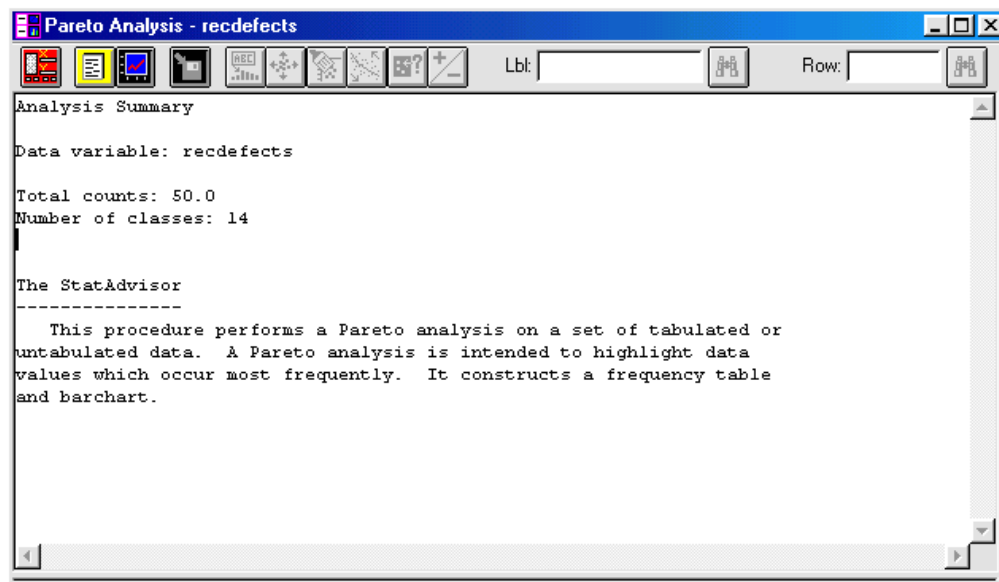 Pareto Analysis - recdefects
Lbl: Row:
Analysis Summary
Data variable: recdefects
Total counts: 50.0
Number of classes: 14
The StatAdvisor
---------------
This procedure performs a Pareto analysis on a set of tabulated or
untabulated data. A Pareto analysis is intended to highlight data
values which occur most frequently. It constructs a frequency table
and barchart.